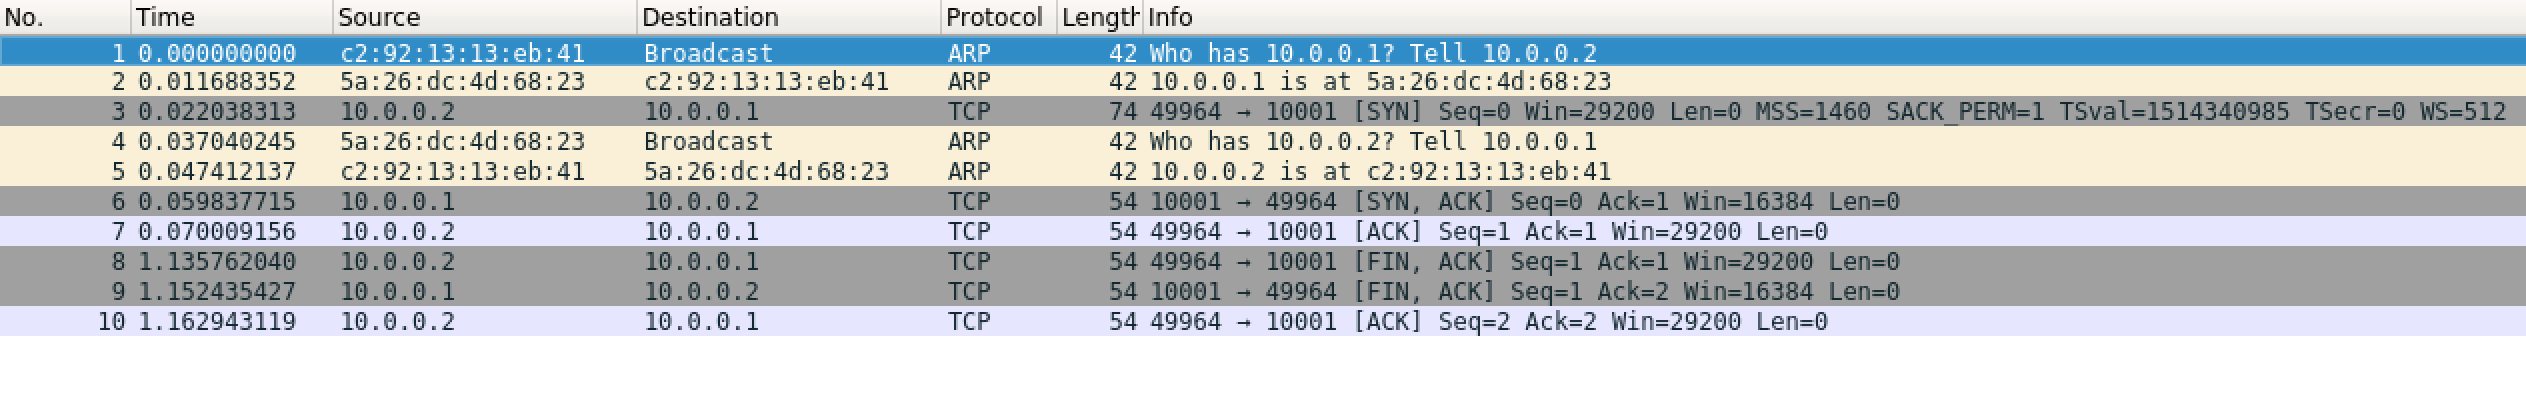 No. Time Source Destination Protocol Length Info
1 0.000000000 c2:92:13:13:eb:41 Broadcast ARP 42 Who has 10.0.0.1? Tell 10.0.0.2
2 0.011688352 5a:26:dc:4d:68:23 c2:92:13:13:eb:41 ARP 42 10.0.0.1 is at 5a:26:dc:4d:68:23
3 0.022038313 10.0.0.2 10.0.0.1 TCP 74 49964 → 10001 [SYN] Seq=0 Win=29200 Len=0 MSS=1460 SACK_PERM=1 TSval=1514340985 TSecr=0 WS=512
4 0.037040245 5a:26:dc:4d:68:23 Broadcast ARP 42 Who has 10.0.0.2? Tell 10.0.0.1
5 0.047412137 c2:92:13:13:eb:41 5a:26:dc:4d:68:23 ARP 42 10.0.0.2 is at c2:92:13:13:eb:41
6 0.059837715 10.0.0.1 10.0.0.2 TCP 54 10001 → 49964 [SYN, ACK] Seq=0 Ack=1 Win=16384 Len=0
7 0.070009156 10.0.0.2 10.0.0.1 TCP 54 49964 → 10001 [ACK] Seq=1 Ack=1 Win=29200 Len=0
8 1.135762040 10.0.0.2 10.0.0.1 TCP 54 49964 → 10001 [FIN, ACK] Seq=1 Ack=1 Win=29200 Len=0
9 1.152435427 10.0.0.1 10.0.0.2 TCP 54 10001 → 49964 [FIN, ACK] Seq=1 Ack=2 Win=16384 Len=0
10 1.162943119 10.0.0.2 10.0.0.1 TCP 54 49964 → 10001 [ACK] Seq=2 Ack=2 Win=29200 Len=0